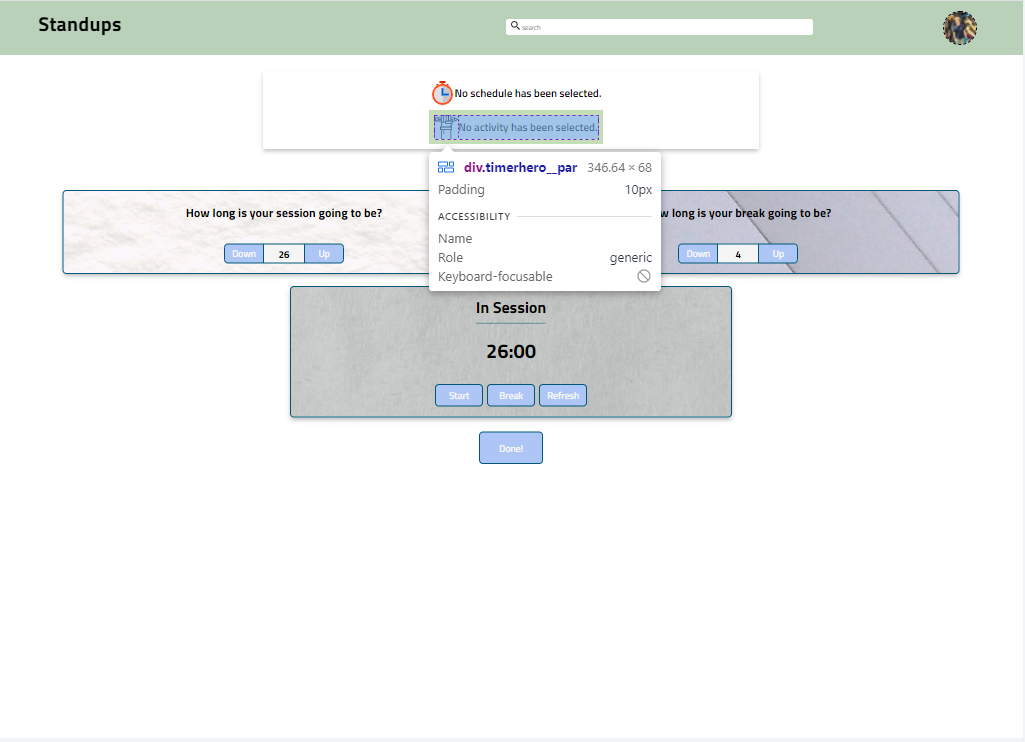 Standups
search
No schedule has been selected.
No activity has been selected.
div.timerhero__par 346.64 × 68
Padding 10px
ACCESSIBILITY
Name
Role generic
Keyboard-focusable
How long is your session going to be?
w long is your break going to be?
Down 26 Up
Down 4 Up
In Session
26:00
Start Break Refresh
Done!